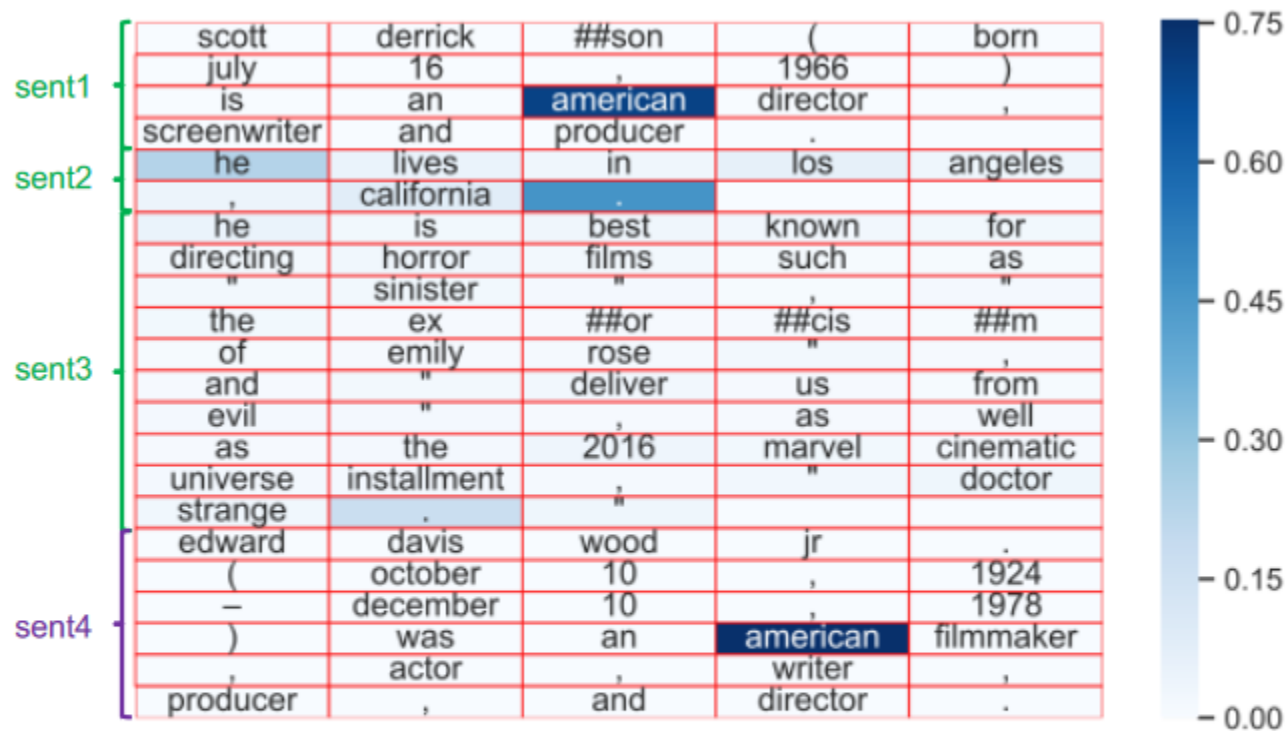 scott derrick ##son ( born
july 16 , 1966 )
sent1
is an american director ,
screenwriter and producer .
he lives in los angeles
sent2
, california .
he is best known for
directing horror films such as
" sinister " , "
the ex ##or ##cis ##m
of emily rose " ,
sent3
and " deliver us from
evil " , as well
as the 2016 marvel cinematic
universe installment , " doctor
strange . "
edward davis wood jr .
( october 10 , 1924
– december 10 , 1978
sent4
) was an american filmmaker
, actor , writer ,
producer , and director .
0.75
0.60
0.45
0.30
0.15
0.00